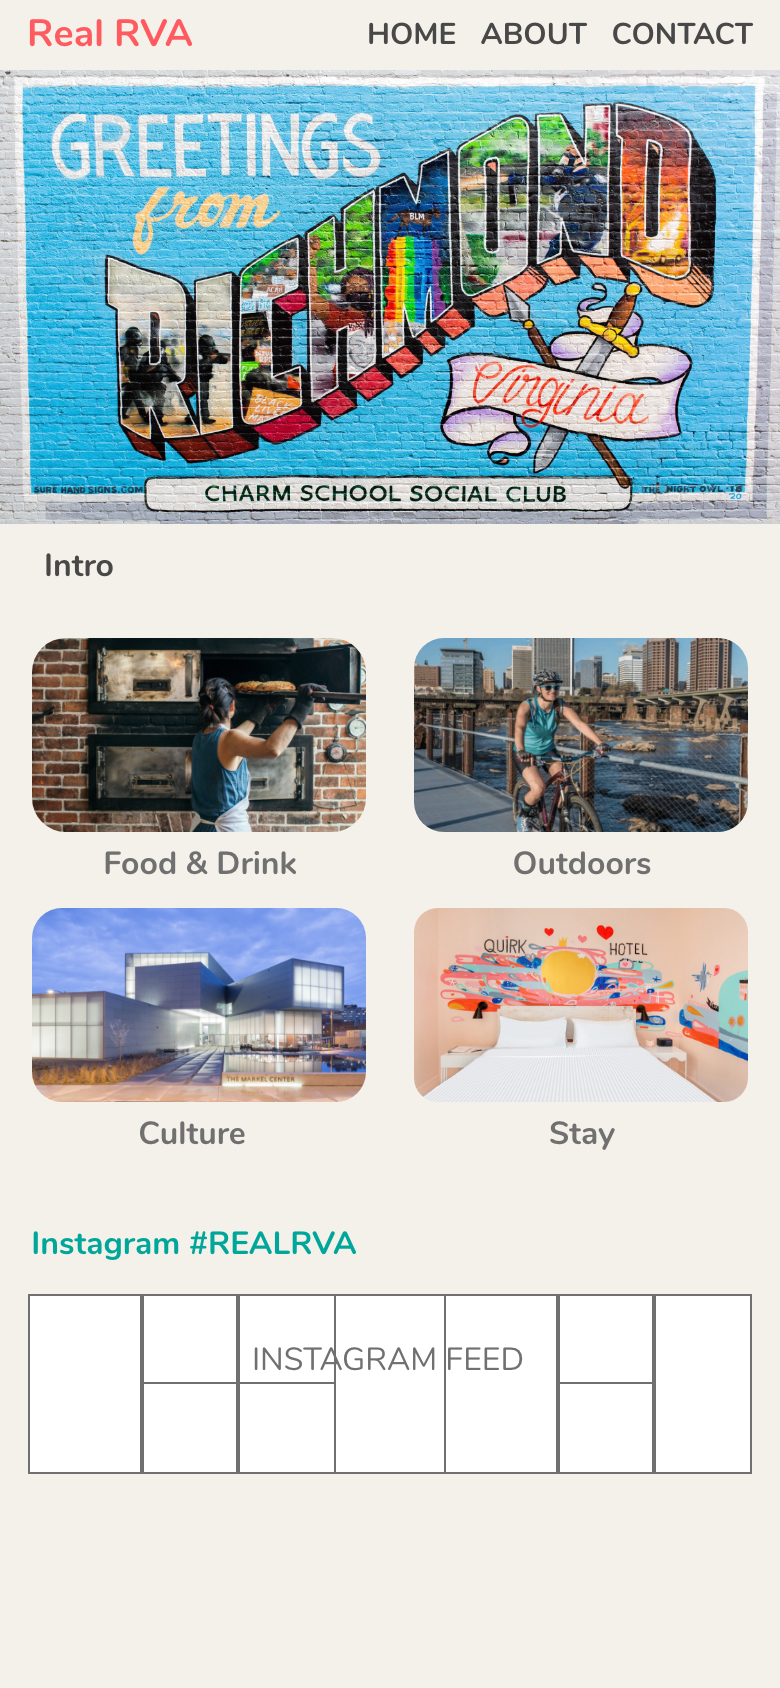 Real RVA
HOME ABOUT CONTACT
GREETINGS
from
RICHMOND
BLM
Virginia
SURE HAND SIGNS.COM
CHARM SCHOOL SOCIAL CLUB
THE NIGHT OWL '18
'20
Intro
Food & Drink
Outdoors
QUIRK HOTEL
THE MARKEL CENTER
Culture
Stay
Instagram #REALRVA
INSTAGRAM FEED